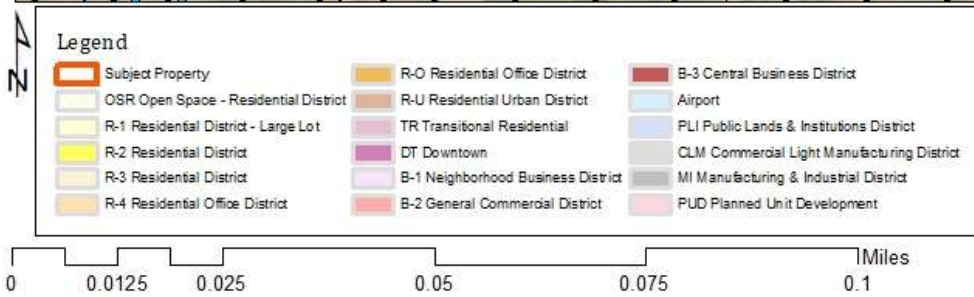 N
Legend
Subject Property
OSR Open Space - Residential District
R-1 Residential District - Large Lot
R-2 Residential District
R-3 Residential District
R-4 Residential Office District
R-O Residential Office District
R-U Residential Urban District
TR Transitional Residential
DT Downtown
B-1 Neighborhood Business District
B-2 General Commercial District
B-3 Central Business District
Airport
PLI Public Lands & Institutions District
CLM Commercial Light Manufacturing District
MI Manufacturing & Industrial District
PUD Planned Unit Development
Miles
0 0.0125 0.025 0.05 0.075 0.1